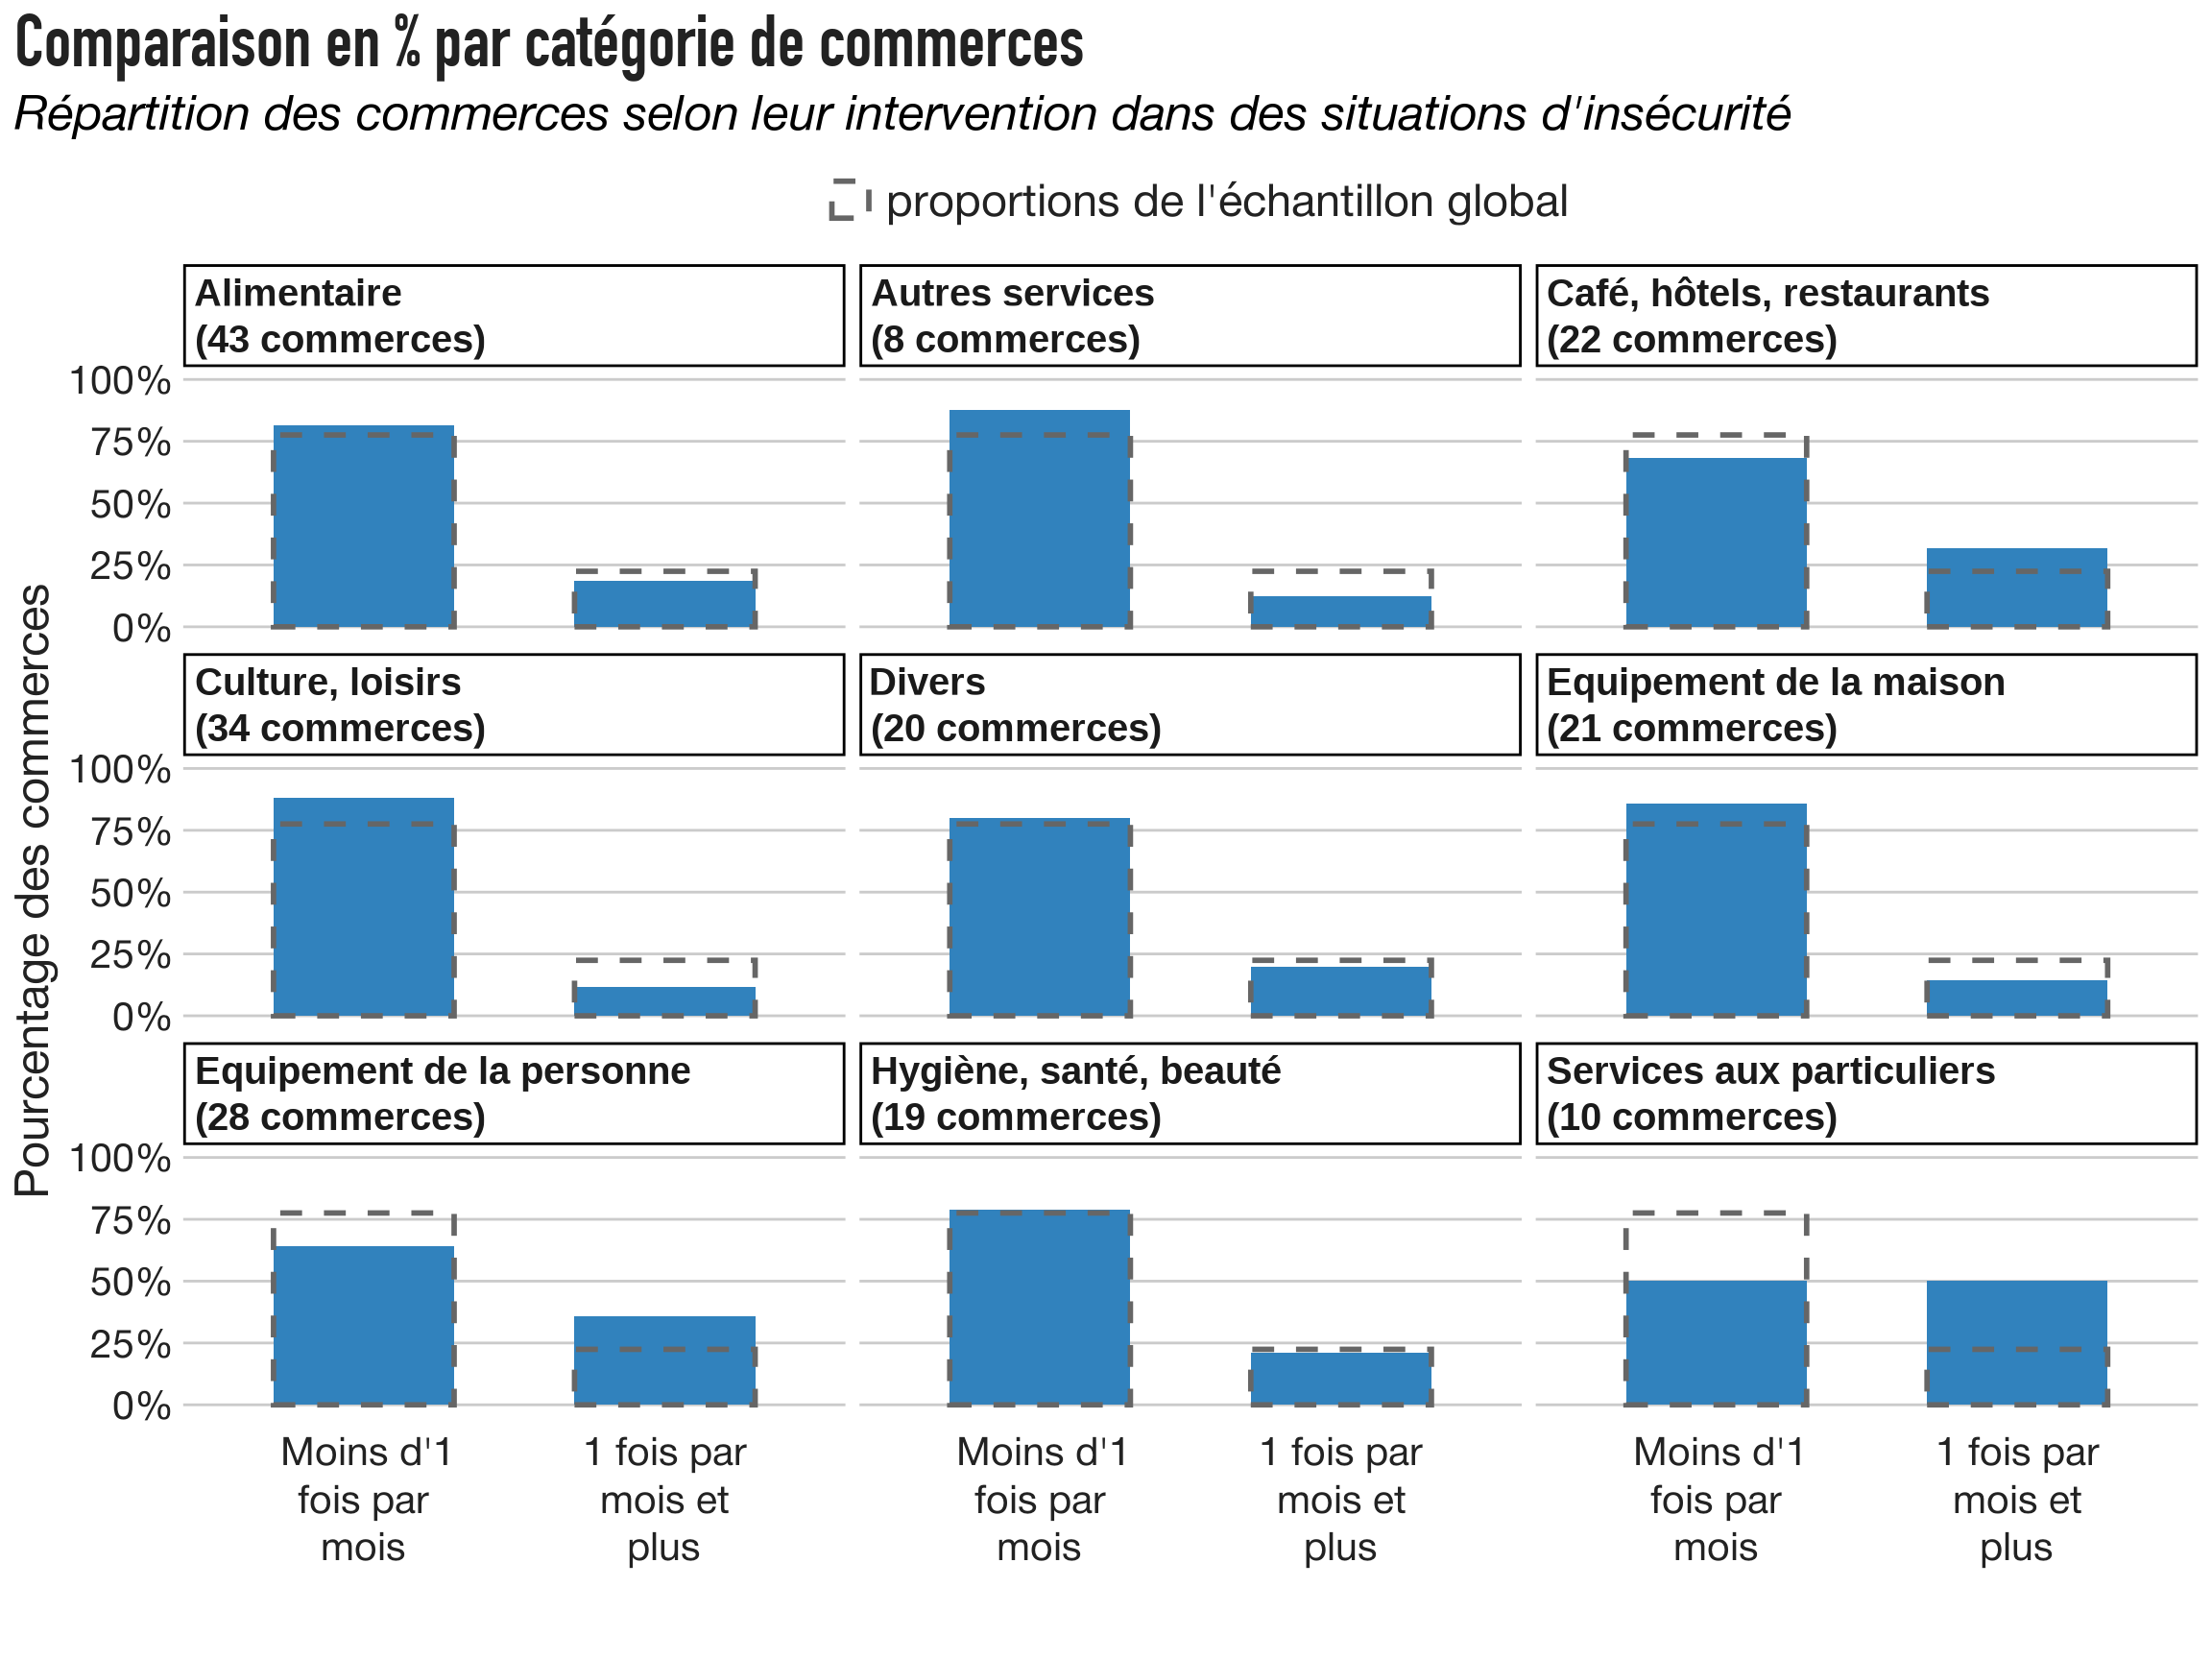 Comparaison en % par catégorie de commerces
Répartition des commerces selon leur intervention dans des situations d'insécurité
proportions de l'échantillon global
Pourcentage des commerces
Alimentaire
(43 commerces)
Autres services
(8 commerces)
Café, hôtels, restaurants
(22 commerces)
100%
75%
50%
25%
0%
Culture, loisirs
(34 commerces)
Divers
(20 commerces)
Equipement de la maison
(21 commerces)
100%
75%
50%
25%
0%
Equipement de la personne
(28 commerces)
Hygiène, santé, beauté
(19 commerces)
Services aux particuliers
(10 commerces)
100%
75%
50%
25%
0%
Moins d'1
fois par
mois
1 fois par
mois et
plus
Moins d'1
fois par
mois
1 fois par
mois et
plus
Moins d'1
fois par
mois
1 fois par
mois et
plus